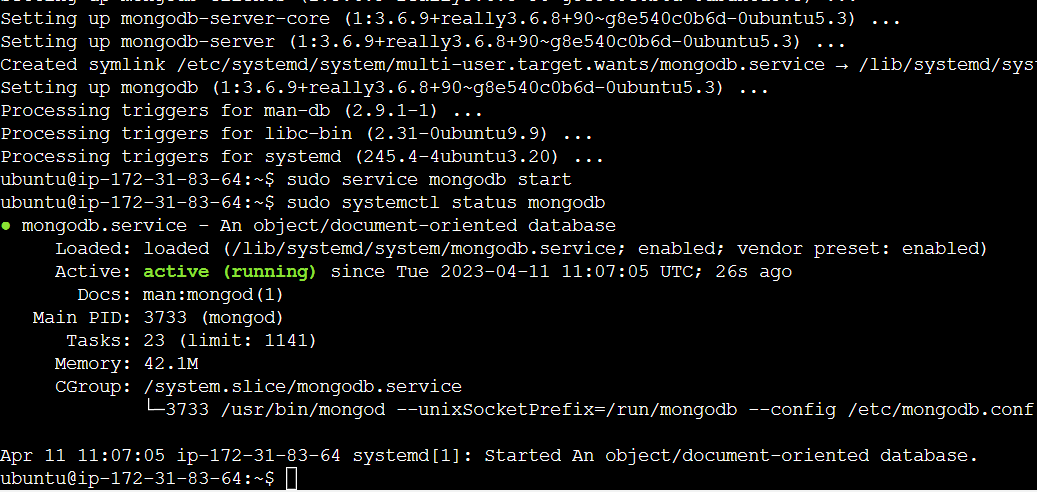 Setting up mongodb-server-core (1:3.6.9+really3.6.8+90~g8e540c0b6d-0ubuntu5.3) ...
Setting up mongodb-server (1:3.6.9+really3.6.8+90~g8e540c0b6d-0ubuntu5.3) ...
Created symlink /etc/systemd/system/multi-user.target.wants/mongodb.service → /lib/systemd/sys
Setting up mongodb (1:3.6.9+really3.6.8+90~g8e540c0b6d-0ubuntu5.3) ...
Processing triggers for man-db (2.9.1-1) ...
Processing triggers for libc-bin (2.31-0ubuntu9.9) ...
Processing triggers for systemd (245.4-4ubuntu3.20) ...
ubuntu@ip-172-31-83-64:~$ sudo service mongodb start
ubuntu@ip-172-31-83-64:~$ sudo systemctl status mongodb
● mongodb.service - An object/document-oriented database
Loaded: loaded (/lib/systemd/system/mongodb.service; enabled; vendor preset: enabled)
Active: active (running) since Tue 2023-04-11 11:07:05 UTC; 26s ago
Docs: man:mongod(1)
Main PID: 3733 (mongod)
Tasks: 23 (limit: 1141)
Memory: 42.1M
CGroup: /system.slice/mongodb.service
└─3733 /usr/bin/mongod --unixSocketPrefix=/run/mongodb --config /etc/mongodb.conf
Apr 11 11:07:05 ip-172-31-83-64 systemd[1]: Started An object/document-oriented database.
ubuntu@ip-172-31-83-64:~$